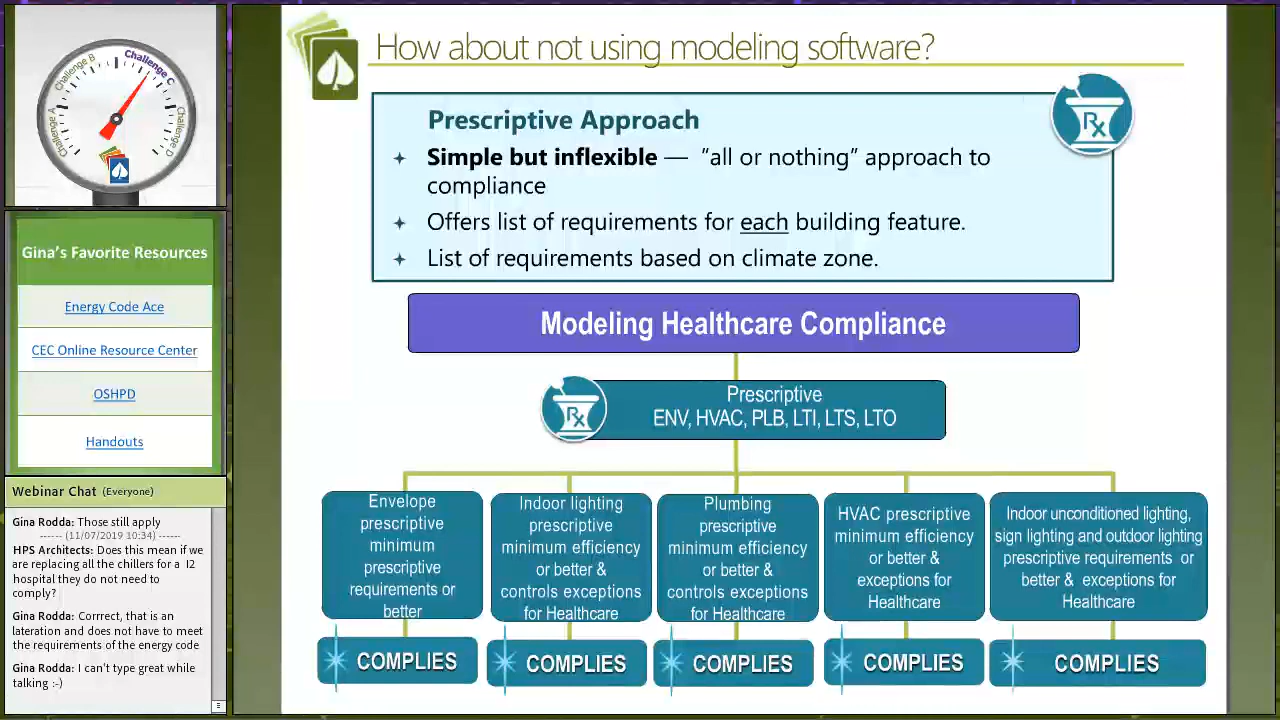 How about not using modeling software?
Challenge A
Challenge B
Challenge C
Challenge D
Prescriptive Approach
Simple but inflexible — “all or nothing” approach to
compliance
Offers list of requirements for each building feature.
List of requirements based on climate zone.
Rx
Modeling Healthcare Compliance
Rx
Prescriptive
ENV, HVAC, PLB, LTI, LTS, LTO
Envelope
prescriptive
minimum
prescriptive
requirements or
better
Indoor lighting
prescriptive
minimum efficiency
or better &
controls exceptions
for Healthcare
Plumbing
prescriptive
minimum efficiency
or better &
controls exceptions
for Healthcare
HVAC prescriptive
minimum efficiency
or better &
exceptions for
Healthcare
Indoor unconditioned lighting,
sign lighting and outdoor lighting
prescriptive requirements or
better & exceptions for
Healthcare
COMPLIES
COMPLIES
COMPLIES
COMPLIES
COMPLIES
Gina’s Favorite Resources
Energy Code Ace
CEC Online Resource Center
OSHPD
Handouts
Webinar Chat (Everyone)
Gina Rodda: Those still apply
------ (11/07/2019 10:34) ------
HPS Architects: Does this mean if we
are replacing all the chillers for a I2
hospital they do not need to
comply?
Gina Rodda: Corrrect, that is an
lateration and does not have to meet
the requirements of the energy code
Gina Rodda: I can't type great while
talking :-)